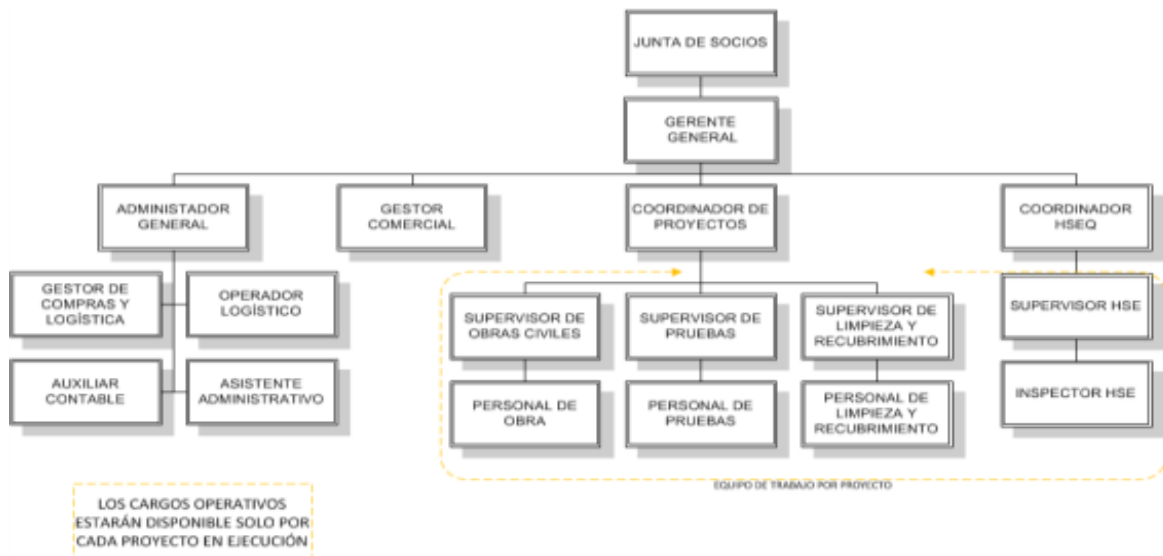 JUNTA DE SOCIOS
GERENTE
GENERAL
ADMINISTADOR
GENERAL
GESTOR
COMERCIAL
COORDINADOR DE
PROYECTOS
COORDINADOR
HSEQ
GESTOR DE
COMPRAS Y
LOGÍSTICA
OPERADOR
LOGÍSTICO
AUXILIAR
CONTABLE
ASISTENTE
ADMINISTRATIVO
SUPERVISOR DE
OBRAS CIVILES
SUPERVISOR DE
PRUEBAS
SUPERVISOR DE
LIMPIEZA Y
RECUBRIMIENTO
SUPERVISOR HSE
PERSONAL DE
OBRA
PERSONAL DE
PRUEBAS
PERSONAL DE
LIMPIEZA Y
RECUBRIMIENTO
INSPECTOR HSE
EQUIPO DE TRABAJO POR PROYECTO
LOS CARGOS OPERATIVOS
ESTARÁN DISPONIBLE SOLO POR
CADA PROYECTO EN EJECUCIÓN